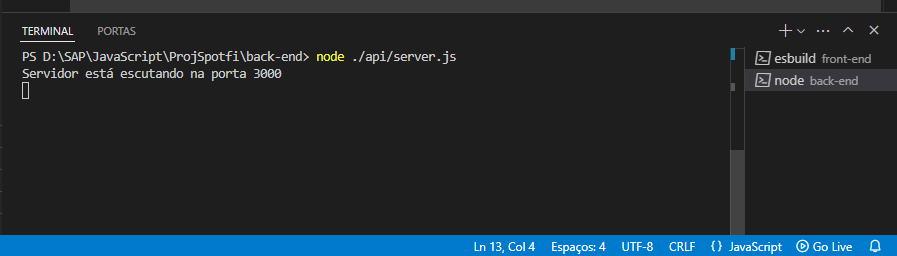 TERMINAL PORTAS
PS D:\SAP\JavaScript\ProjSpotfi\back-end> node ./api/server.js
Servidor está escutando na porta 3000
esbuild front-end
node back-end
Ln 13, Col 4 Espaços: 4 UTF-8 CRLF {} JavaScript Go Live